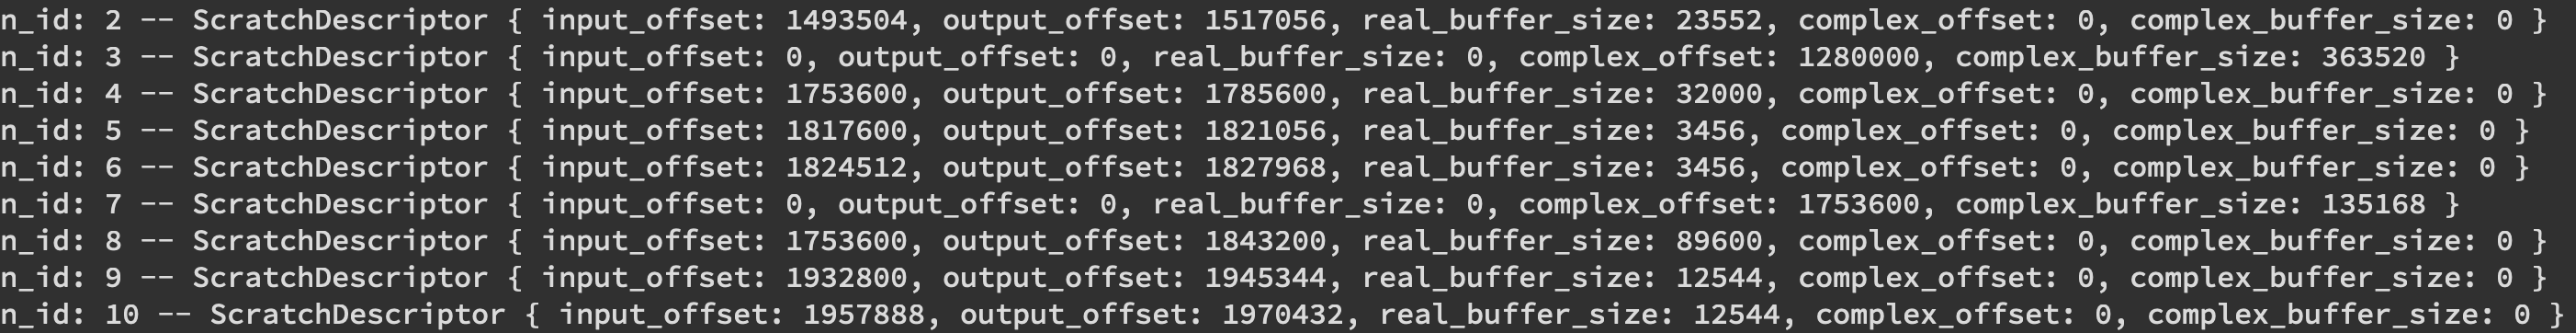 n_id: 2 -- ScratchDescriptor { input_offset: 1493504, output_offset: 1517056, real_buffer_size: 23552, complex_offset: 0, complex_buffer_size: 0 }
n_id: 3 -- ScratchDescriptor { input_offset: 0, output_offset: 0, real_buffer_size: 0, complex_offset: 1280000, complex_buffer_size: 363520 }
n_id: 4 -- ScratchDescriptor { input_offset: 1753600, output_offset: 1785600, real_buffer_size: 32000, complex_offset: 0, complex_buffer_size: 0 }
n_id: 5 -- ScratchDescriptor { input_offset: 1817600, output_offset: 1821056, real_buffer_size: 3456, complex_offset: 0, complex_buffer_size: 0 }
n_id: 6 -- ScratchDescriptor { input_offset: 1824512, output_offset: 1827968, real_buffer_size: 3456, complex_offset: 0, complex_buffer_size: 0 }
n_id: 7 -- ScratchDescriptor { input_offset: 0, output_offset: 0, real_buffer_size: 0, complex_offset: 1753600, complex_buffer_size: 135168 }
n_id: 8 -- ScratchDescriptor { input_offset: 1753600, output_offset: 1843200, real_buffer_size: 89600, complex_offset: 0, complex_buffer_size: 0 }
n_id: 9 -- ScratchDescriptor { input_offset: 1932800, output_offset: 1945344, real_buffer_size: 12544, complex_offset: 0, complex_buffer_size: 0 }
n_id: 10 -- ScratchDescriptor { input_offset: 1957888, output_offset: 1970432, real_buffer_size: 12544, complex_offset: 0, complex_buffer_size: 0 }